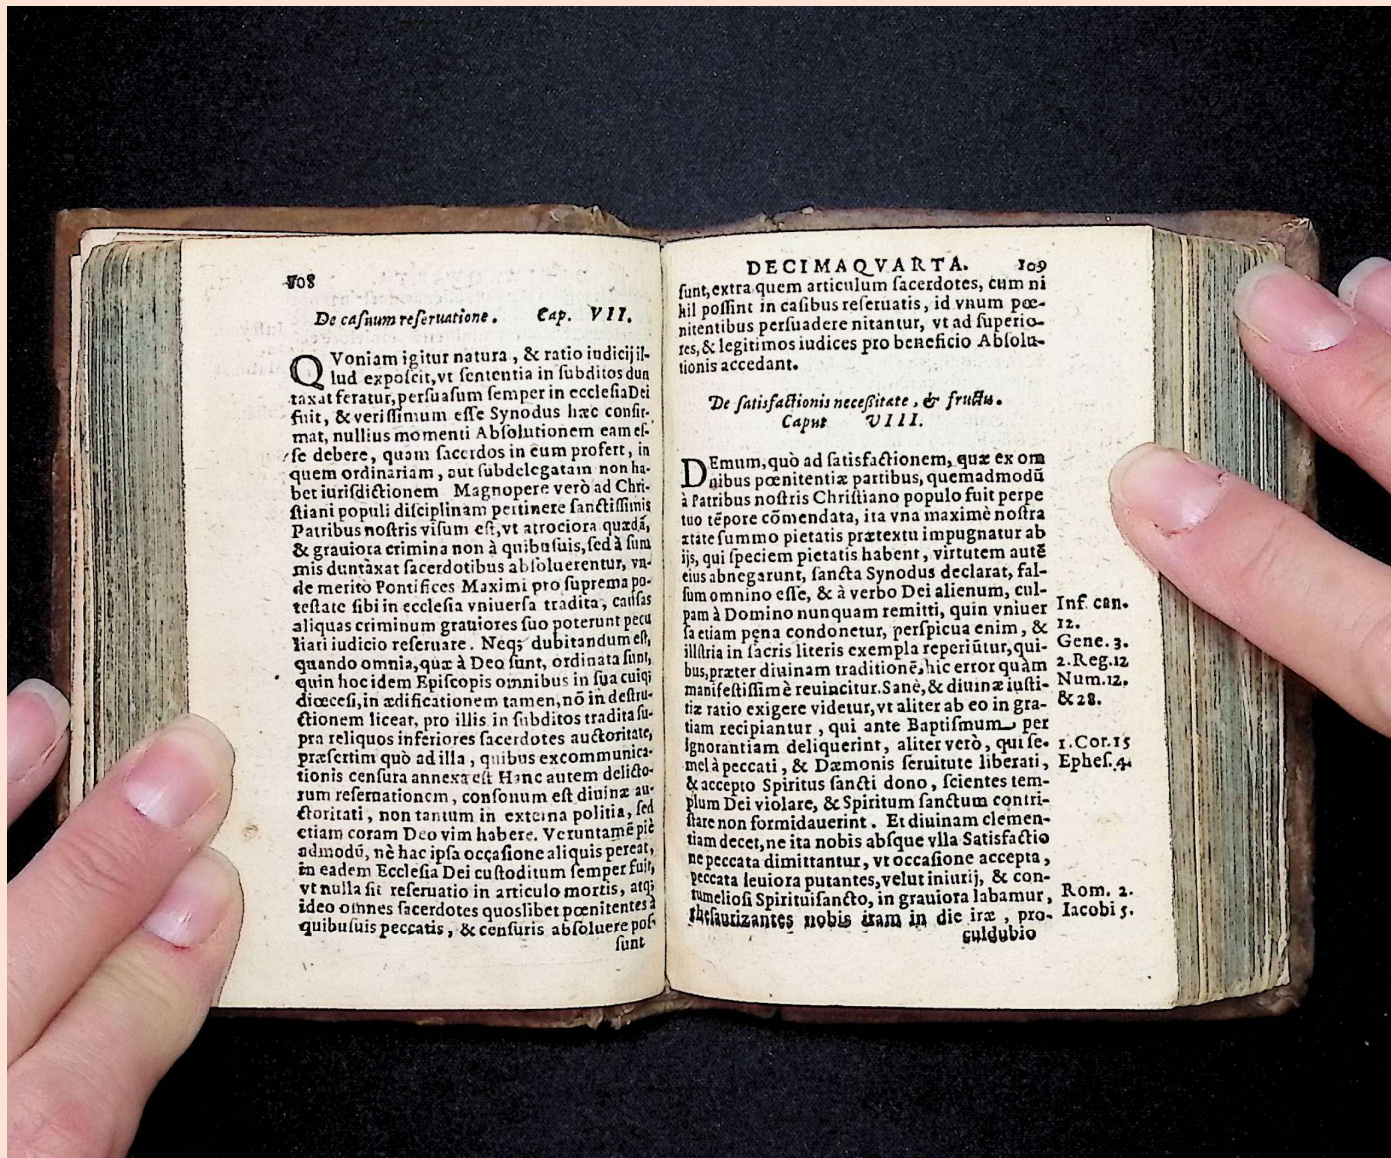 108
De casuum reseruatione. Cap. VII.
QVoniam igitur natura, & ratio iudicij il-
lud exposcit, vt sententia in subditos dun
taxat feratur, persuasum semper in ecclesia Dei
fuit, & verissimum esse Synodus hæc confir-
mat, nullius momenti Absolutionem eam es-
se debere, quam sacerdos in eum profert, in
quem ordinariam, aut subdelegatam non ha-
bet iurisdictionem Magnopere verò ad Chri-
stiani populi disciplinam pertinere sanctissimis
Patribus nostris visum est, vt atrociora quædã,
& grauiora crimina non à quibusuis, sed à sum
mis duntaxat sacerdotibus absoluerentur, vn-
de meritò Pontifices Maximi pro suprema po-
testate sibi in ecclesia vniuersa tradita, causas
aliquas criminum grauiores suo poterunt pecu
liari iudicio reseruare. Neq; dubitandum est,
quando omnia, quæ à Deo sunt, ordinata sunt,
quin hoc idem Episcopis omnibus in sua cuiqi
diœcesi, in ædificationem tamen, nõ in destru-
ctionem liceat, pro illis in subditos tradita su-
pra reliquos inferiores sacerdotes auctoritate,
præsertim quò ad illa, quibus excommunica-
tionis censura annexa est Hanc autem delicto-
rum reseruationem, consonum est diuinæ au-
ctoritati, non tantum in externa politia, sed
etiam coram Deo vim habere. Veruntamẽ piè
admodũ, nè hac ipsa occasione aliquis pereat,
in eadem Ecclesia Dei custoditum semper fuit,
vt nulla sit reseruatio in articulo mortis, atq;
ideo omnes sacerdotes quoslibet pœnitentes à
quibusuis peccatis, & censuris absoluere pos-
sunt
DECIMAQVARTA. 109
sunt, extra quem articulum sacerdotes, cum ni
hil possint in casibus reseruatis, id vnum pœ-
nitentibus persuadere nitantur, vt ad superio-
res, & legitimos iudices pro beneficio Absolu-
tionis accedant.
De satisfactionis necessitate, & fructu.
Caput VIII.
DEmum, quò ad satisfactionem, quæ ex om
nibus pœnitentiæ partibus, quemadmodũ
à Patribus nostris Christiano populo fuit perpe
tuo tẽpore cõmendata, ita vna maximè nostra
ætate summo pietatis prætextu impugnatur ab
ijs, qui speciem pietatis habent, virtutem autẽ
eius abnegarunt, sancta Synodus declarat, fal-
sum omnino esse, & à verbo Dei alienum, cul-
pam à Domino nunquam remitti, quin vniuer
sa etiam pęna condonetur, perspicua enim, &
illustria in sacris literis exempla reperiũtur, qui-
bus, præter diuinam traditionẽ, hic error quàm
manifestissimè reuincitur. Sanè, & diuinæ iusti-
tiæ ratio exigere videtur, vt aliter ab eo in gra-
tiam recipiantur, qui ante Baptismum per
Ignorantiam deliquerint, aliter verò, qui se-
mel à peccati, & Dæmonis seruitute liberati,
& accepto Spiritus sancti dono, scientes tem-
plum Dei violare, & Spiritum sanctum contri-
stare non formidauerint. Et diuinam clemen-
tiam decet, ne ita nobis absque vlla Satisfactio
ne peccata dimittantur, vt occasione accepta,
peccata leuiora putantes, velut iniurij, & con-
tumeliosi Spirituisancto, in grauiora labamur,
thesaurizantes nobis iram in die iræ, pro-
culdubio
Inf. can.
12.
Gene. 3.
2.Reg.12
Num.12.
& 28.
1.Cor.15
Ephes.4.
Rom. 2.
Iacobi 5.